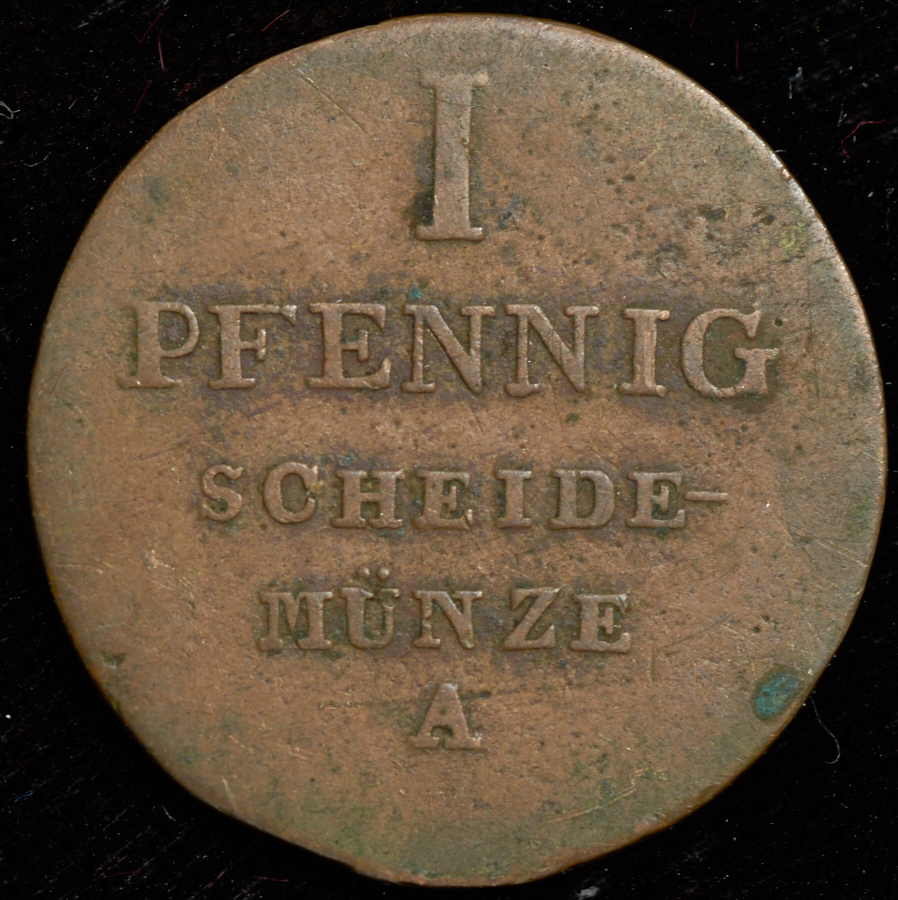 I
PFENNIG
SCHEIDE-
MÜNZE
A